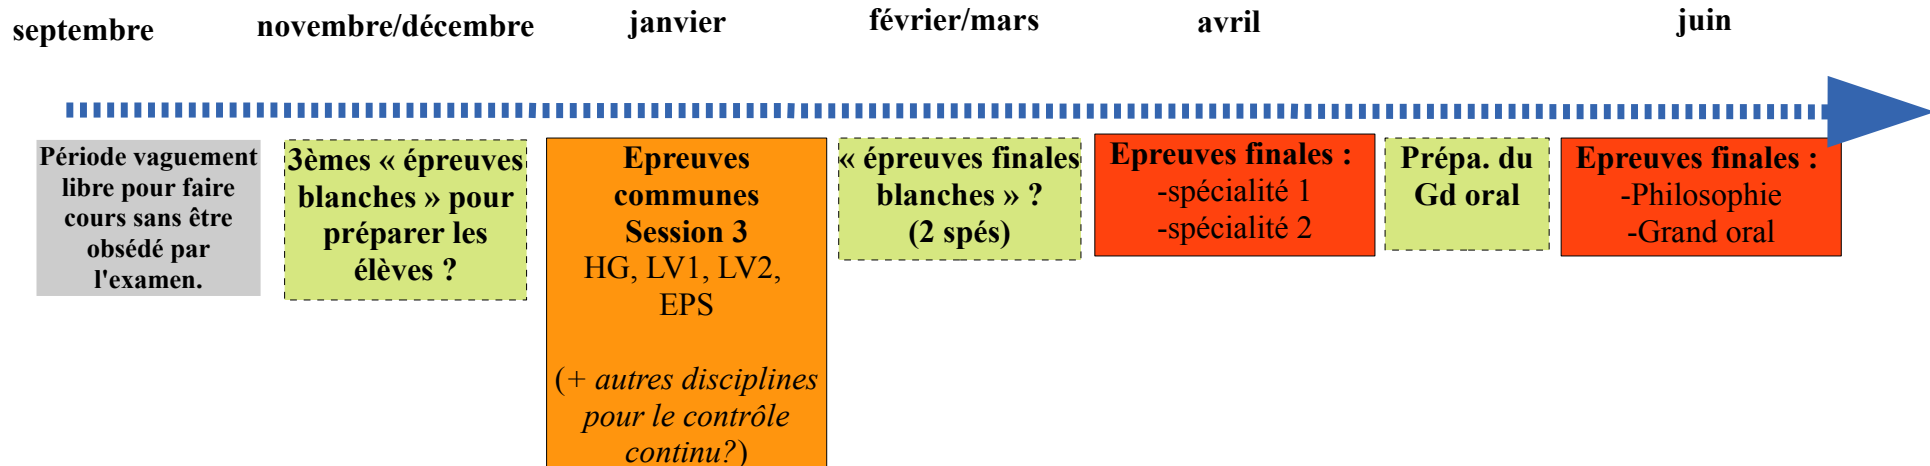 septembre
novembre/décembre
janvier
février/mars
avril
juin
Période vaguement
libre pour faire
cours sans être
obsédé par
l'examen.
3èmes « épreuves
blanches » pour
préparer les
élèves ?
Epreuves
communes
Session 3
HG, LV1, LV2,
EPS
(+ autres disciplines
pour le contrôle
continu?)
« épreuves finales
blanches » ?
(2 spés)
Epreuves finales :
-spécialité 1
-spécialité 2
Prépa. du
Gd oral
Epreuves finales :
-Philosophie
-Grand oral